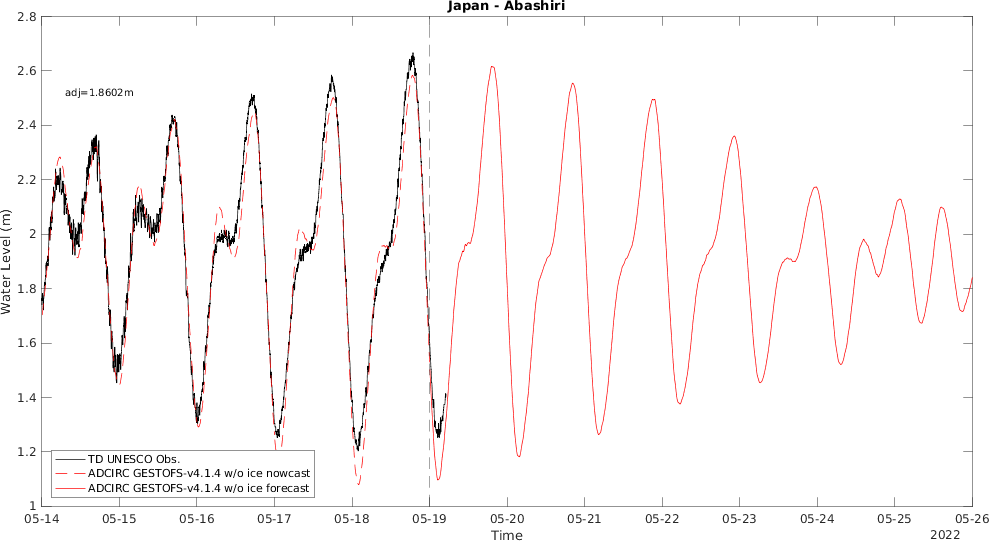 Japan - Abashiri
2.8
2.6
2.4
2.2
2
1.8
1.6
1.4
1.2
1
Water Level (m)
adj=1.8602m
TD UNESCO Obs.
ADCIRC GESTOFS-v4.1.4 w/o ice nowcast
ADCIRC GESTOFS-v4.1.4 w/o ice forecast
05-14 05-15 05-16 05-17 05-18 05-19 05-20 05-21 05-22 05-23 05-24 05-25 05-26
Time
2022